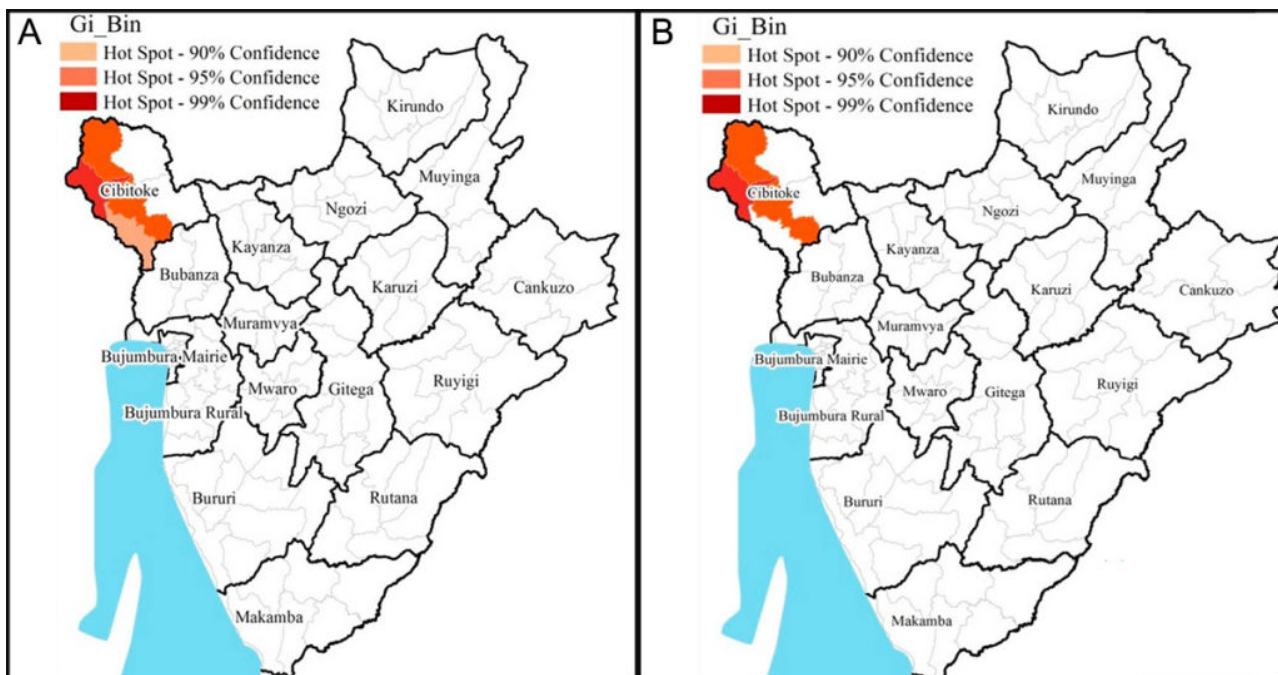 A
Gi_Bin
Hot Spot - 90% Confidence
Hot Spot - 95% Confidence
Hot Spot - 99% Confidence
Kirundo
Muyinga
Cibitoke
Ngozi
Kayanza
Bubanza
Karuzi
Cankuzo
Muramvya
Bujumbura Mairie
Mwaro
Gitega
Ruyigi
Bujumbura Rural
Bururi
Rutana
Makamba
B
Gi_Bin
Hot Spot - 90% Confidence
Hot Spot - 95% Confidence
Hot Spot - 99% Confidence
Kirundo
Muyinga
Cibitoke
Ngozi
Kayanza
Bubanza
Karuzi
Cankuzo
Muramvya
Bujumbura Mairie
Mwaro
Gitega
Ruyigi
Bujumbura Rural
Bururi
Rutana
Makamba